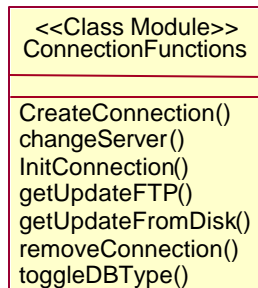 <<Class Module>>
ConnectionFunctions
CreateConnection()
changeServer()
InitConnection()
getUpdateFTP()
getUpdateFromDisk()
removeConnection()
toggleDBType()